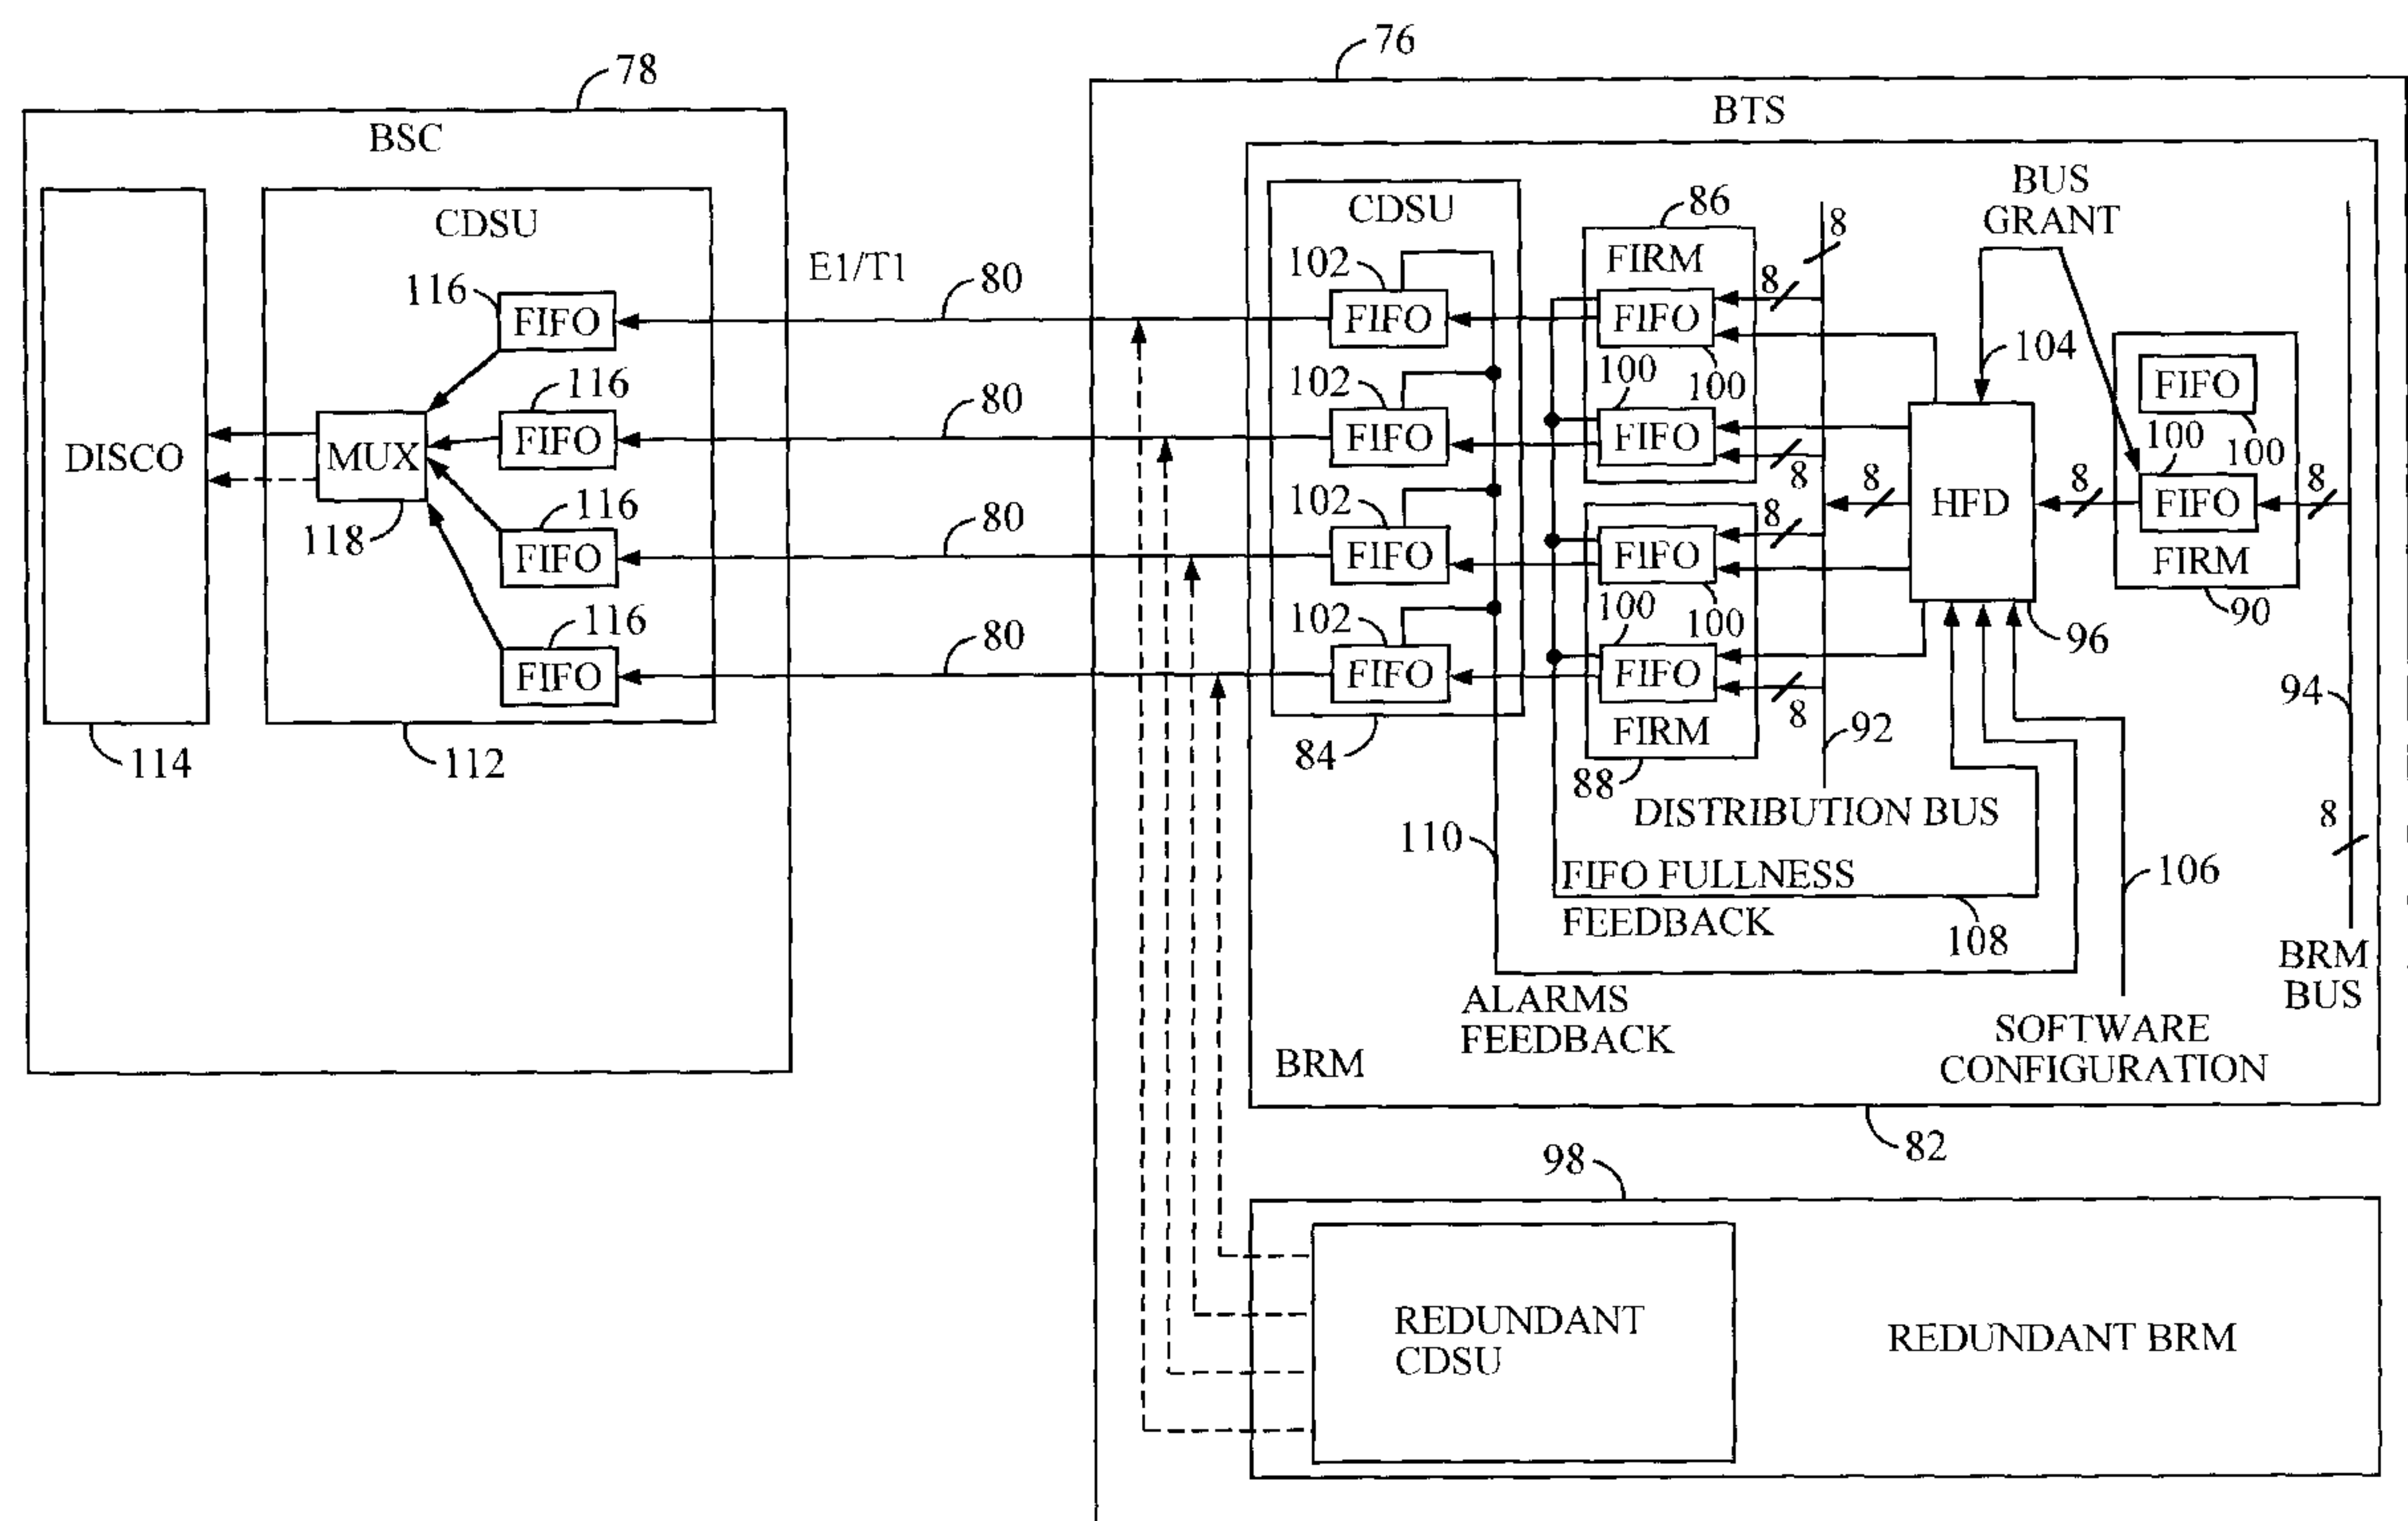 78
BSC
DISCO
114
CDSU
116
FIFO
116
FIFO
MUX
118
116
FIFO
116
FIFO
112
E1/T1
80
80
80
80
76
BTS
CDSU
102
FIFO
102
FIFO
102
FIFO
102
FIFO
84
86
FIRM
FIFO
100
100
FIFO
FIFO
100
100
FIFO
FIRM
88
8
8
8
8
8
8
92
DISTRIBUTION BUS
BUS
GRANT
104
HFD
96
8
FIFO
100
100
FIFO
FIRM
90
8
94
8
BRM
BUS
110
FIFO FULLNESS
FEEDBACK
108
106
ALARMS
FEEDBACK
SOFTWARE
CONFIGURATION
BRM
82
98
REDUNDANT
CDSU
REDUNDANT BRM